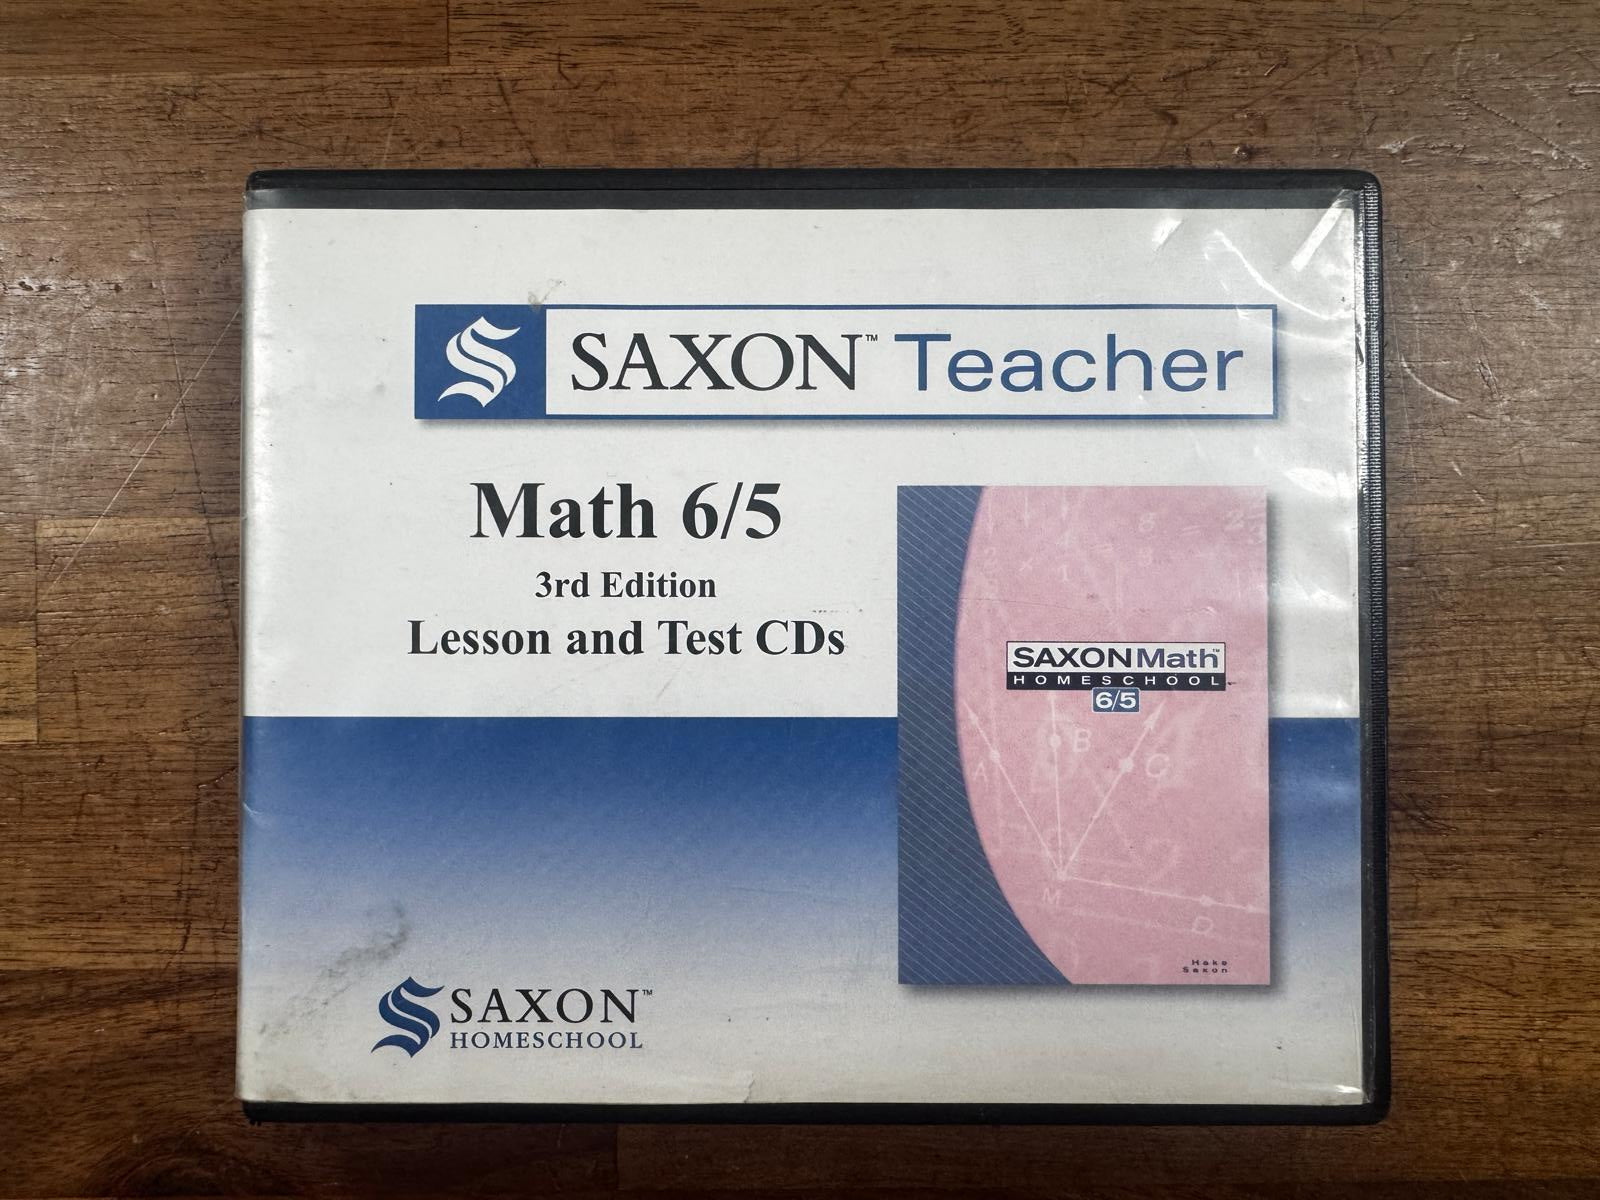 SAXON™ Teacher
Math 6/5
3rd Edition
Lesson and Test CDs
SAXON Math™
HOMESCHOOL
6/5
A
B
C
M
D
Hake
Saxon
SAXON™
HOMESCHOOL